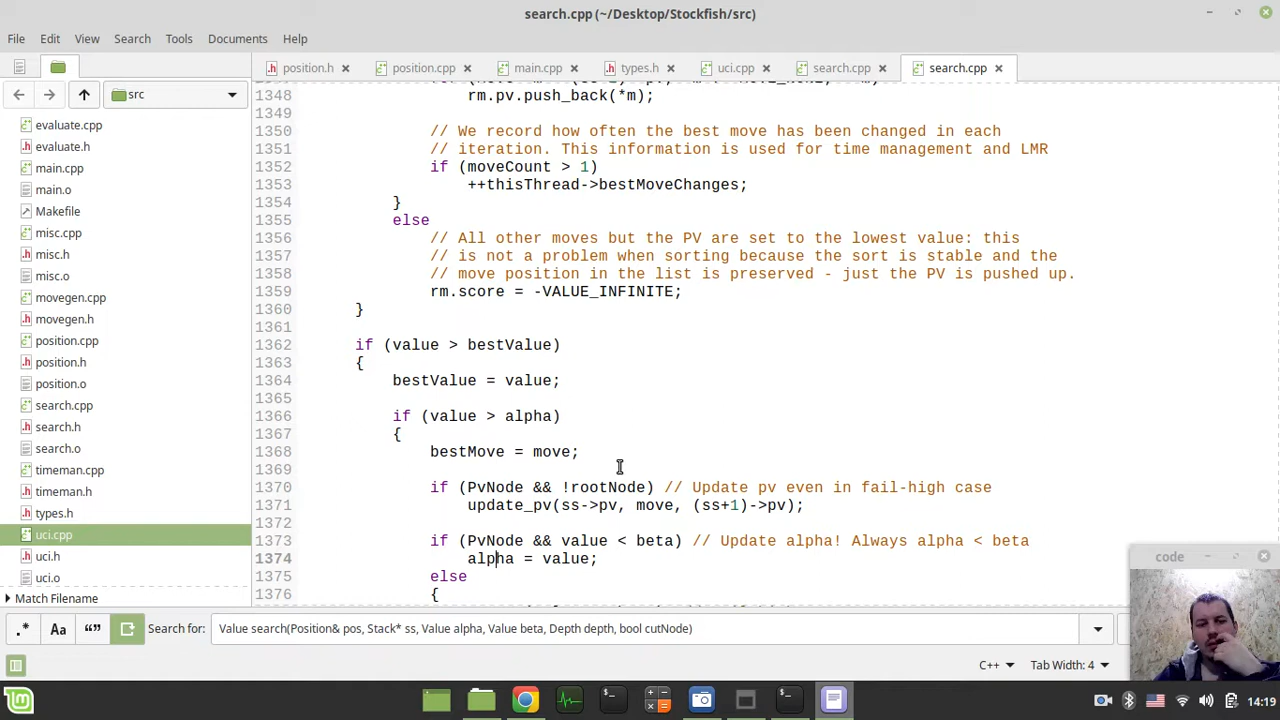 search.cpp (~/Desktop/Stockfish/src)
File Edit View Search Tools Documents Help
position.h position.cpp main.cpp types.h uci.cpp search.cpp search.cpp
src
evaluate.cpp
evaluate.h
main.cpp
main.o
Makefile
misc.cpp
misc.h
misc.o
movegen.cpp
movegen.h
position.cpp
position.h
position.o
search.cpp
search.h
search.o
timeman.cpp
timeman.h
types.h
uci.cpp
uci.h
uci.o
Match Filename
1348 rm.pv.push_back(*m);
1349
1350 // We record how often the best move has been changed in each
1351 // iteration. This information is used for time management and LMR
1352 if (moveCount > 1)
1353 ++thisThread->bestMoveChanges;
1354 }
1355 else
1356 // All other moves but the PV are set to the lowest value: this
1357 // is not a problem when sorting because the sort is stable and the
1358 // move position in the list is preserved - just the PV is pushed up.
1359 rm.score = -VALUE_INFINITE;
1360 }
1361
1362 if (value > bestValue)
1363 {
1364 bestValue = value;
1365
1366 if (value > alpha)
1367 {
1368 bestMove = move;
1369
1370 if (PvNode && !rootNode) // Update pv even in fail-high case
1371 update_pv(ss->pv, move, (ss+1)->pv);
1372
1373 if (PvNode && value < beta) // Update alpha! Always alpha < beta
1374 alpha = value;
1375 else
1376 {
code
.* Aa “” Search for: Value search(Position& pos, Stack* ss, Value alpha, Value beta, Depth depth, bool cutNode)
C++ Tab Width: 4
14:19